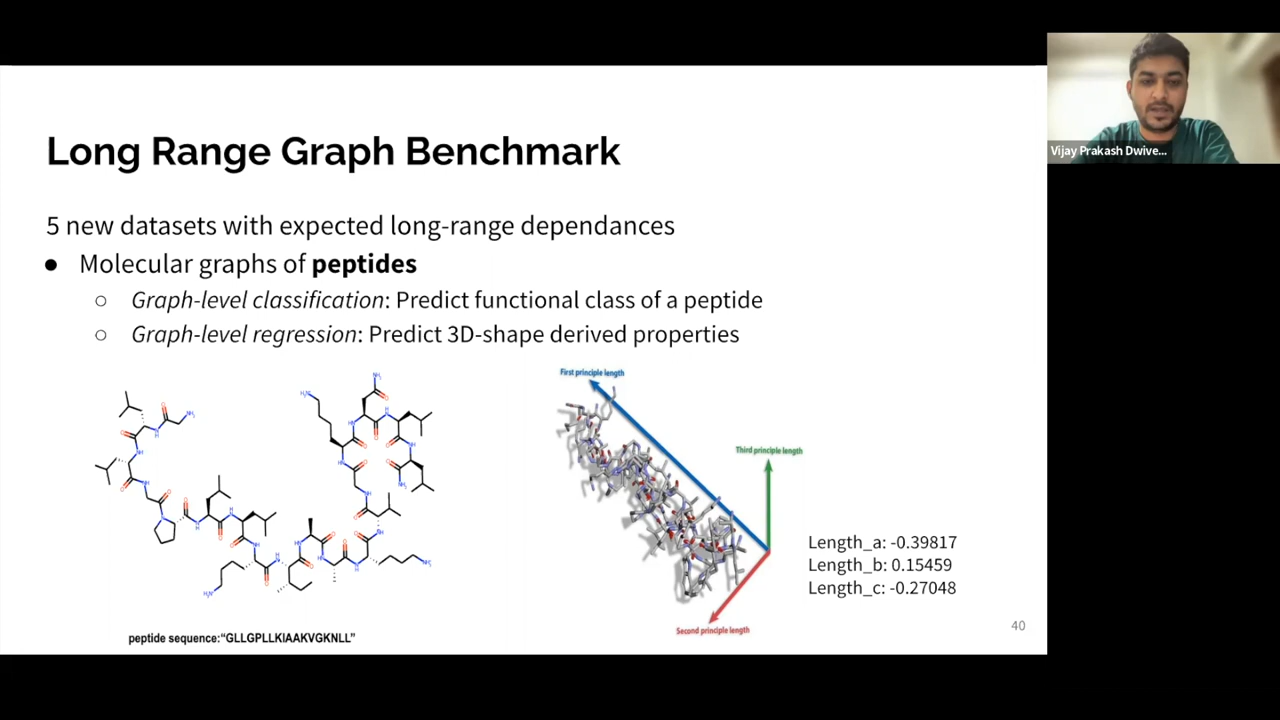 Long Range Graph Benchmark
5 new datasets with expected long-range dependances
● Molecular graphs of peptides
○ Graph-level classification: Predict functional class of a peptide
○ Graph-level regression: Predict 3D-shape derived properties
First principle length
Third principle length
Second principle length
Length_a: -0.39817
Length_b: 0.15459
Length_c: -0.27048
peptide sequence:“GLLGPLLKIAAKVGKNLL”
40
Vijay Prakash Dwive...